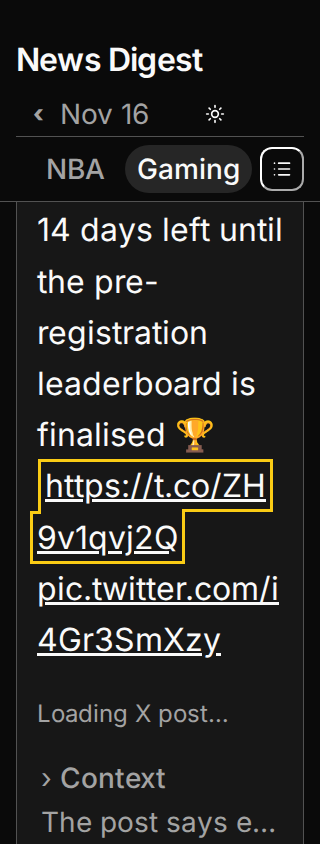 News Digest
‹ Nov 16
NBA Gaming
14 days left until
the pre-
registration
leaderboard is
finalised 🏆
https://t.co/ZH
9v1qvj2Q
pic.twitter.com/i
4Gr3SmXzy
Loading X post...
› Context
The post says e...